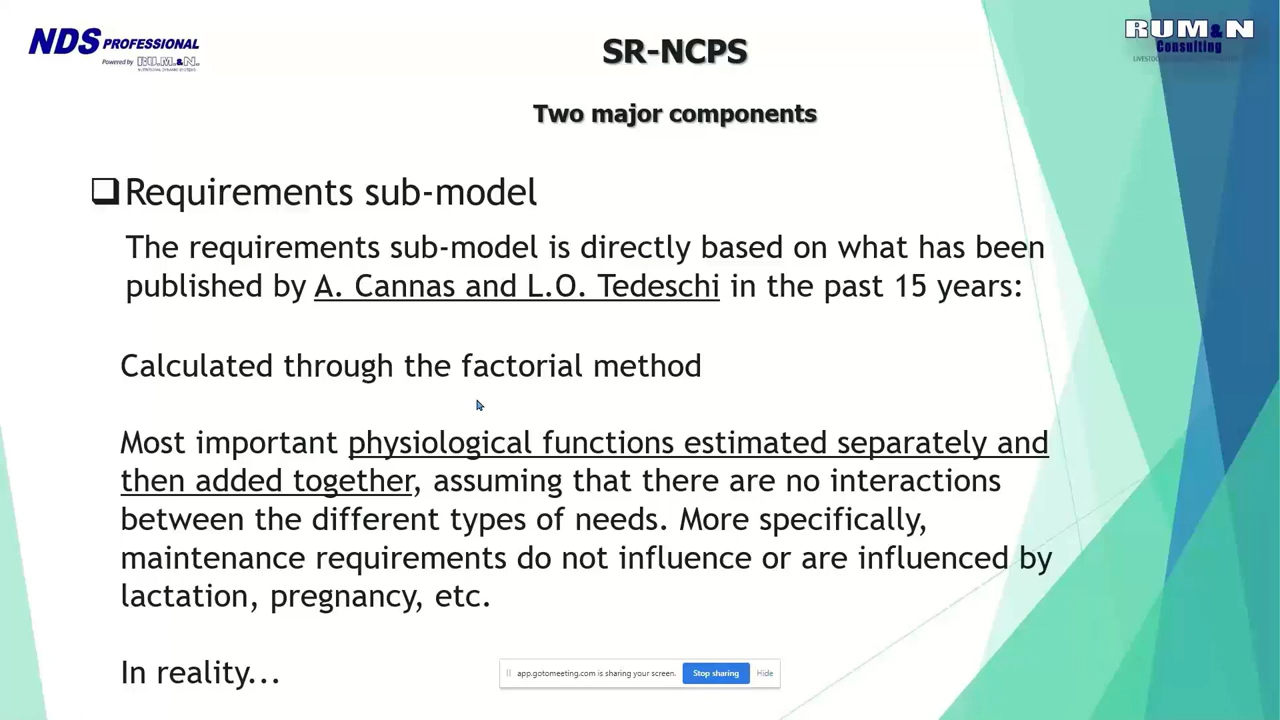 NDS PROFESSIONAL
Powered by R.U.M.&N.
SR-NCPS
RUM&N
Consulting
Two major components
Requirements sub-model
The requirements sub-model is directly based on what has been
published by A. Cannas and L.O. Tedeschi in the past 15 years:
Calculated through the factorial method
Most important physiological functions estimated separately and
then added together, assuming that there are no interactions
between the different types of needs. More specifically,
maintenance requirements do not influence or are influenced by
lactation, pregnancy, etc.
In reality...
app.gotomeeting.com is sharing your screen. Stop sharing Hide